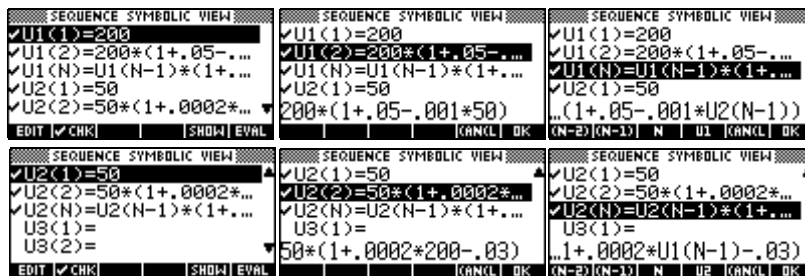 SEQUENCE SYMBOLIC VIEW
✔U1(1)=200
✔U1(2)=200*(1+.05-.…
✔U1(N)=U1(N-1)*(1+.…
✔U2(1)=50
✔U2(2)=50*(1+.0002*… ▼
EDIT ✔CHK SHOW EVAL
SEQUENCE SYMBOLIC VIEW
✔U1(1)=200
✔U1(2)=200*(1+.05-.…
✔U1(N)=U1(N-1)*(1+.…
✔U2(1)=50
200*(1+.05-.001*50)
CANCL OK
SEQUENCE SYMBOLIC VIEW
✔U1(1)=200
✔U1(2)=200*(1+.05-.…
✔U1(N)=U1(N-1)*(1+.…
✔U2(1)=50
…(1+.05-.001*U2(N-1))
(N-2) (N-1) N U1 CANCL OK
SEQUENCE SYMBOLIC VIEW
✔U2(1)=50 ▲
✔U2(2)=50*(1+.0002*…
✔U2(N)=U2(N-1)*(1+.…
U3(1)=
U3(2)= ▼
EDIT ✔CHK SHOW EVAL
SEQUENCE SYMBOLIC VIEW
✔U2(1)=50 ▲
✔U2(2)=50*(1+.0002*…
✔U2(N)=U2(N-1)*(1+.…
U3(1)=
50*(1+.0002*200-.03)
CANCL OK
SEQUENCE SYMBOLIC VIEW
✔U2(1)=50 ▲
✔U2(2)=50*(1+.0002*…
✔U2(N)=U2(N-1)*(1+.…
U3(1)=
…1+.0002*U1(N-1)-.03)
(N-2) (N-1) N U2 CANCL OK